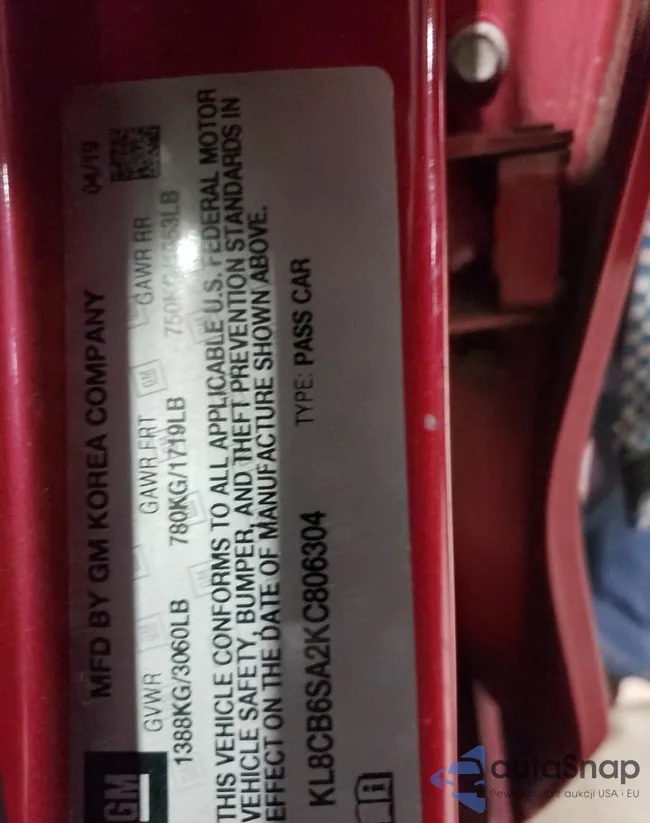 MFD BY GM KOREA COMPANY 04/19
GVWR GAWR FRT GAWR RR
1388KG/3060LB 780KG/1719LB
THIS VEHICLE CONFORMS TO ALL APPLICABLE U.S. FEDERAL MOTOR
VEHICLE SAFETY, BUMPER, AND THEFT PREVENTION STANDARDS IN
EFFECT ON THE DATE OF MANUFACTURE SHOWN ABOVE.
KL8CB6SA2KC806304 TYPE: PASS CAR
GM
autaSnap